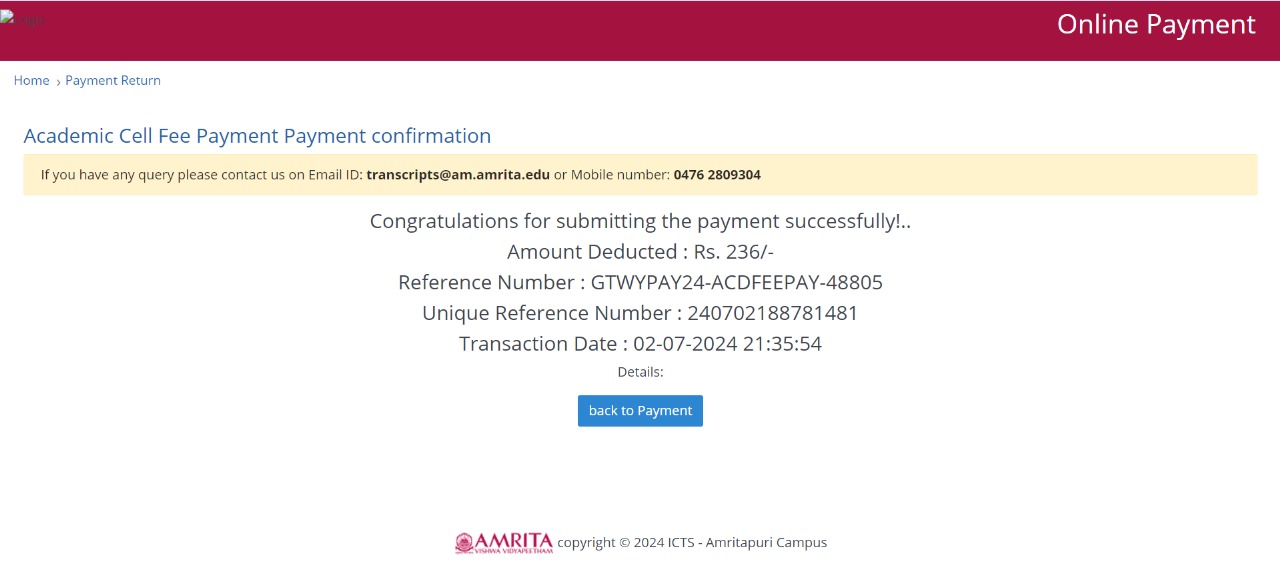 Logo
Online Payment
Home › Payment Return
Academic Cell Fee Payment Payment confirmation
If you have any query please contact us on Email ID: transcripts@am.amrita.edu or Mobile number: 0476 2809304
Congratulations for submitting the payment successfully!..
Amount Deducted : Rs. 236/-
Reference Number : GTWYPAY24-ACDFEEPAY-48805
Unique Reference Number : 240702188781481
Transaction Date : 02-07-2024 21:35:54
Details:
back to Payment
AMRITA
VISHWA VIDYAPEETHAM
copyright © 2024 ICTS - Amritapuri Campus